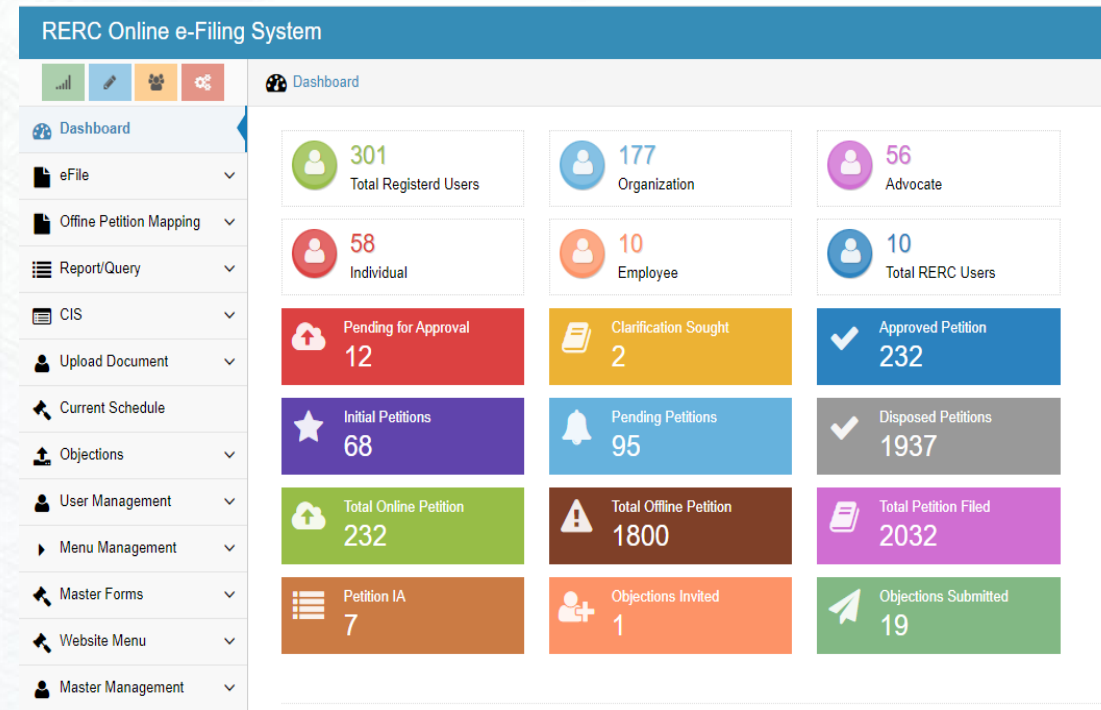 RERC Online e-Filing System
Dashboard
Dashboard
eFile
Offine Petition Mapping
Report/Query
CIS
Upload Document
Current Schedule
Objections
User Management
Menu Management
Master Forms
Website Menu
Master Management
301
Total Registerd Users
177
Organization
56
Advocate
58
Individual
10
Employee
10
Total RERC Users
Pending for Approval
12
Clarification Sought
2
Approved Petition
232
Initial Petitions
68
Pending Petitions
95
Disposed Petitions
1937
Total Online Petition
232
Total Offline Petition
1800
Total Petition Filed
2032
Petition IA
7
Objections Invited
1
Objections Submitted
19